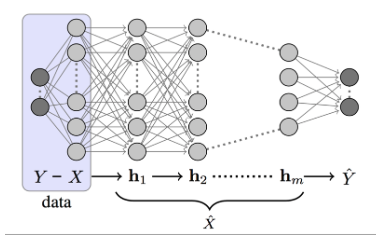 Y − X → h₁ → h₂ ········· hₘ → Ŷ
data
X̂